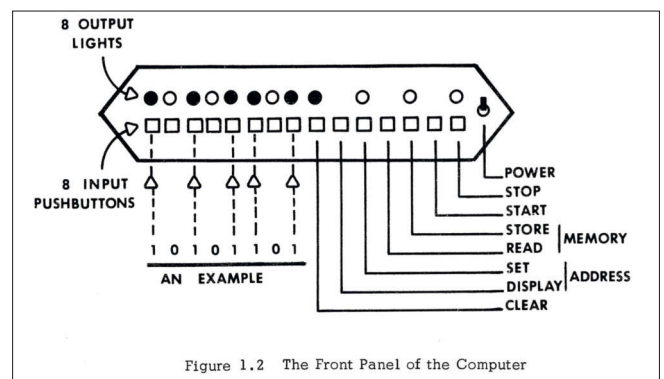 8 OUTPUT
LIGHTS
8 INPUT
PUSHBUTTONS
1 0 1 0 1 1 0 1
AN EXAMPLE
POWER
STOP
START
STORE
READ
MEMORY
SET
DISPLAY
ADDRESS
CLEAR
Figure 1.2 The Front Panel of the Computer